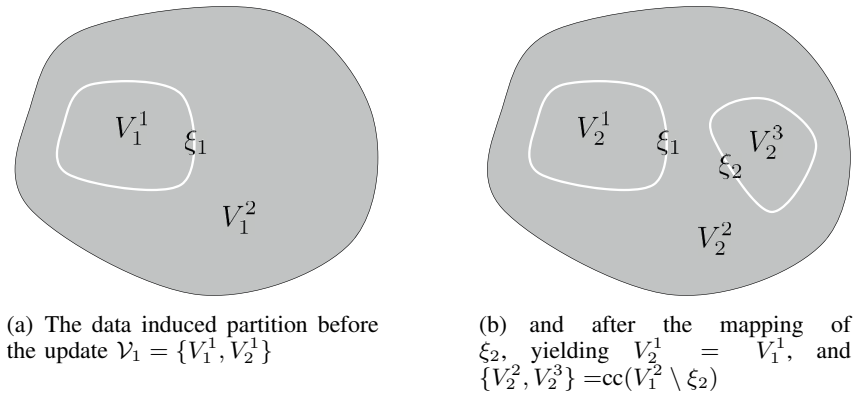 V_1^1
ξ_1
V_1^2
V_2^1
ξ_1
V_2^3
ξ_2
V_2^2
(a) The data induced partition before
the update 𝒱_1 = {V_1^1, V_2^1}
(b) and after the mapping of
ξ_2, yielding V_2^1 = V_1^1, and
{V_2^2, V_2^3} =cc(V_1^2 \ ξ_2)